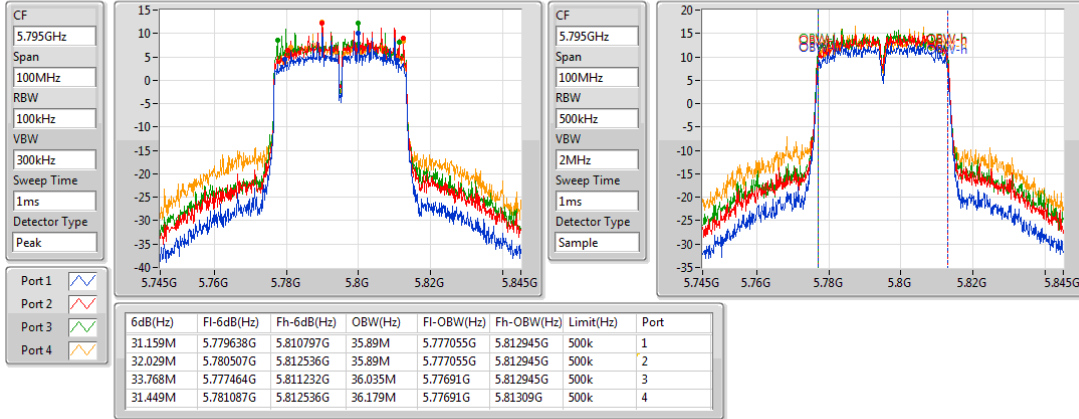 CF
5.795GHz
Span
100MHz
RBW
100kHz
VBW
300kHz
Sweep Time
1ms
Detector Type
Peak
Port 1
Port 2
Port 3
Port 4
15
10
5
0
-5
-10
-15
-20
-25
-30
-35
-40
5.745G 5.76G 5.78G 5.8G 5.82G 5.845G
CF
5.795GHz
Span
100MHz
RBW
500kHz
VBW
2MHz
Sweep Time
1ms
Detector Type
Sample
20
15
10
5
0
-5
-10
-15
-20
-25
-30
-35
OBW-h
5.745G 5.76G 5.78G 5.8G 5.82G 5.845G
6dB(Hz) Fl-6dB(Hz) Fh-6dB(Hz) OBW(Hz) Fl-OBW(Hz) Fh-OBW(Hz) Limit(Hz) Port
31.159M 5.779638G 5.810797G 35.89M 5.777055G 5.812945G 500k 1
32.029M 5.780507G 5.812536G 35.89M 5.777055G 5.812945G 500k 2
33.768M 5.777464G 5.811232G 36.035M 5.77691G 5.812945G 500k 3
31.449M 5.781087G 5.812536G 36.179M 5.77691G 5.81309G 500k 4